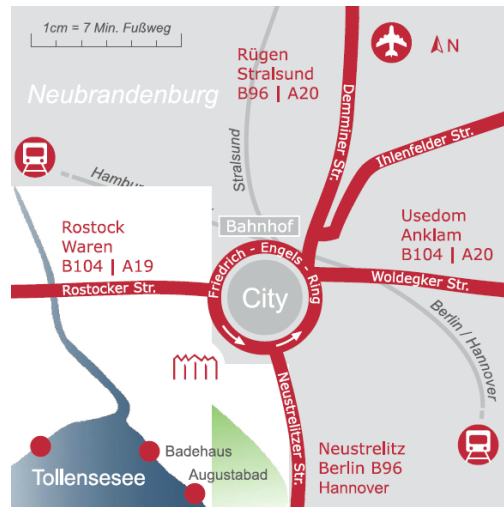 1cm = 7 Min. Fußweg
Neubrandenburg
Rügen
Stralsund
B96 | A20
N
Demminer Str.
Ihlenfelder Str.
Stralsund
Usedom
Anklam
B104 | A20
Rostock
Waren
B104 | A19
Bahnhof
Friedrich - Engels - Ring
City
Rostocker Str.
Woldegker Str.
Berlin / Hannover
Neustrelitzer Str.
Badehaus
Augustabad
Tollensesee
Neustrelitz
Berlin B96
Hannover